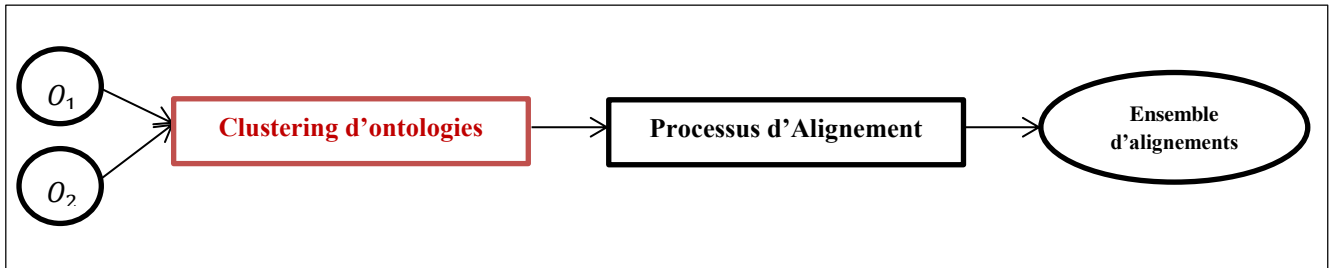 O₁
Clustering d’ontologies
Processus d’Alignement
Ensemble
d’alignements
O₂